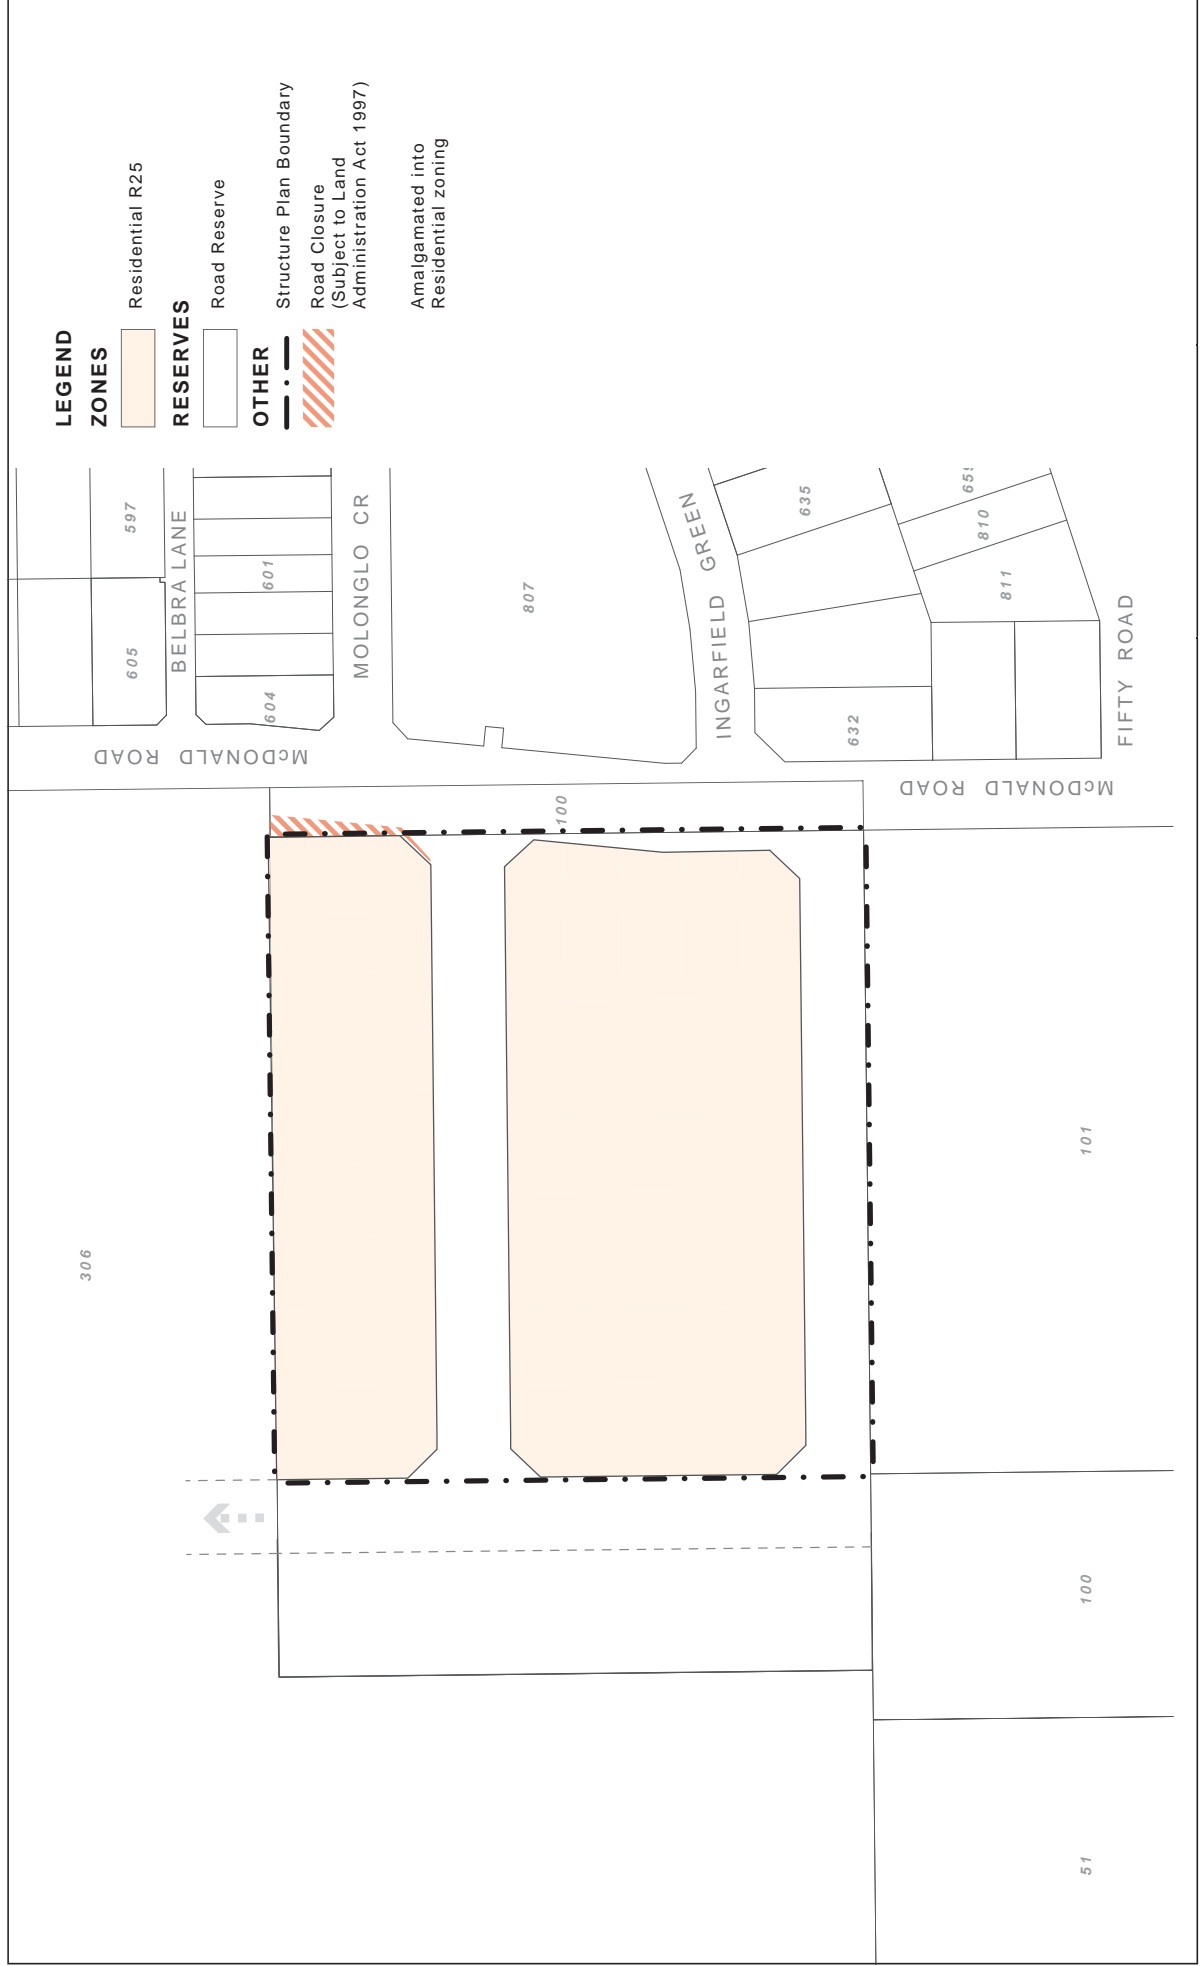 LEGEND
ZONES
Residential R25
RESERVES
Road Reserve
OTHER
Structure Plan Boundary
Road Closure
(Subject to Land
Administration Act 1997)
Amalgamated into
Residential zoning
597
605
BELBRA LANE
601
604
MOLONGLO CR
807
INGARFIELD GREEN
635
632
659
810
811
FIFTY ROAD
McDONALD ROAD
McDONALD ROAD
100
306
101
100
51